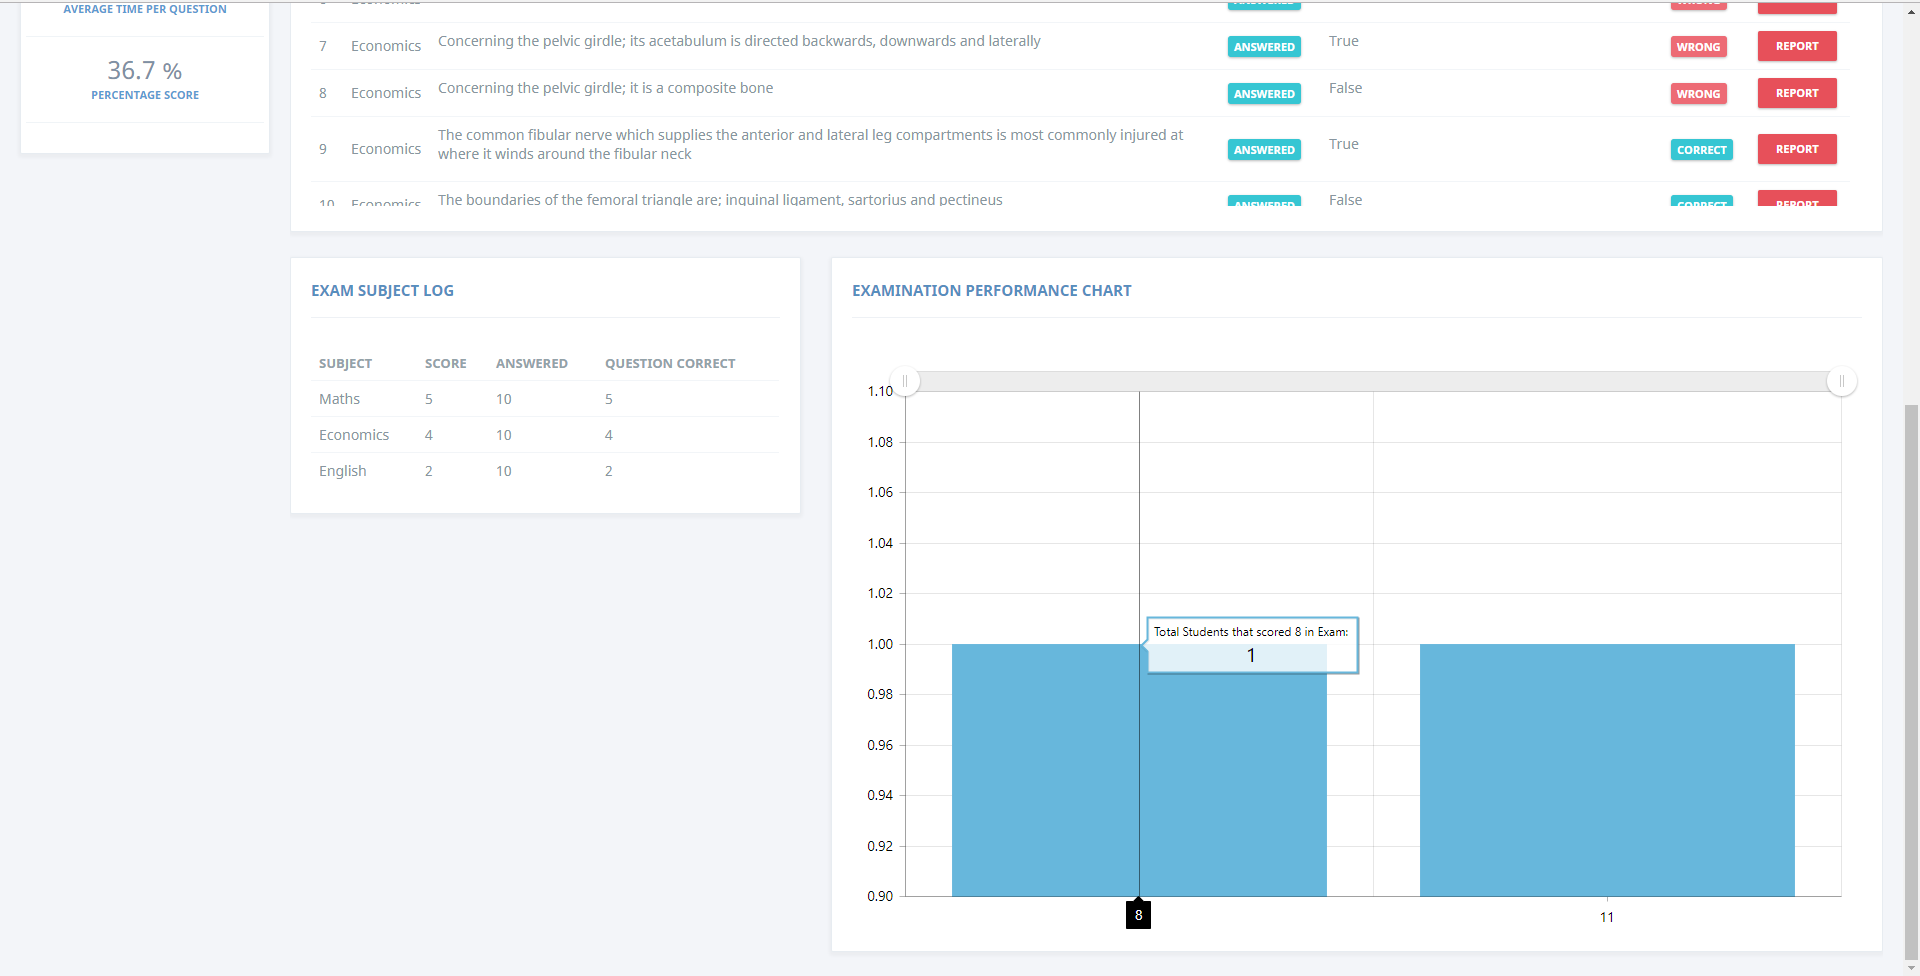 AVERAGE TIME PER QUESTION
36.7 %
PERCENTAGE SCORE
7 Economics Concerning the pelvic girdle; its acetabulum is directed backwards, downwards and laterally ANSWERED True WRONG REPORT
8 Economics Concerning the pelvic girdle; it is a composite bone ANSWERED False WRONG REPORT
9 Economics The common fibular nerve which supplies the anterior and lateral leg compartments is most commonly injured at
where it winds around the fibular neck ANSWERED True CORRECT REPORT
10 Economics The boundaries of the femoral triangle are; inguinal ligament, sartorius and pectineus ANSWERED False CORRECT REPORT
EXAM SUBJECT LOG
SUBJECT SCORE ANSWERED QUESTION CORRECT
Maths 5 10 5
Economics 4 10 4
English 2 10 2
EXAMINATION PERFORMANCE CHART
1.10
1.08
1.06
1.04
1.02
1.00
0.98
0.96
0.94
0.92
0.90
Total Students that scored 8 in Exam:
1
8 11